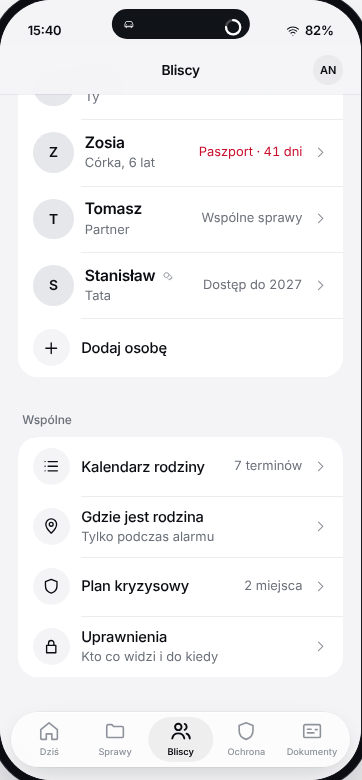 15:40
82%
Bliscy
AN
Ty
Z
Zosia
Córka, 6 lat
Paszport · 41 dni
T
Tomasz
Partner
Wspólne sprawy
S
Stanisław
Tata
Dostęp do 2027
Dodaj osobę
Wspólne
Kalendarz rodziny
7 terminów
Gdzie jest rodzina
Tylko podczas alarmu
Plan kryzysowy
2 miejsca
Uprawnienia
Kto co widzi i do kiedy
Dziś
Sprawy
Bliscy
Ochrona
Dokumenty